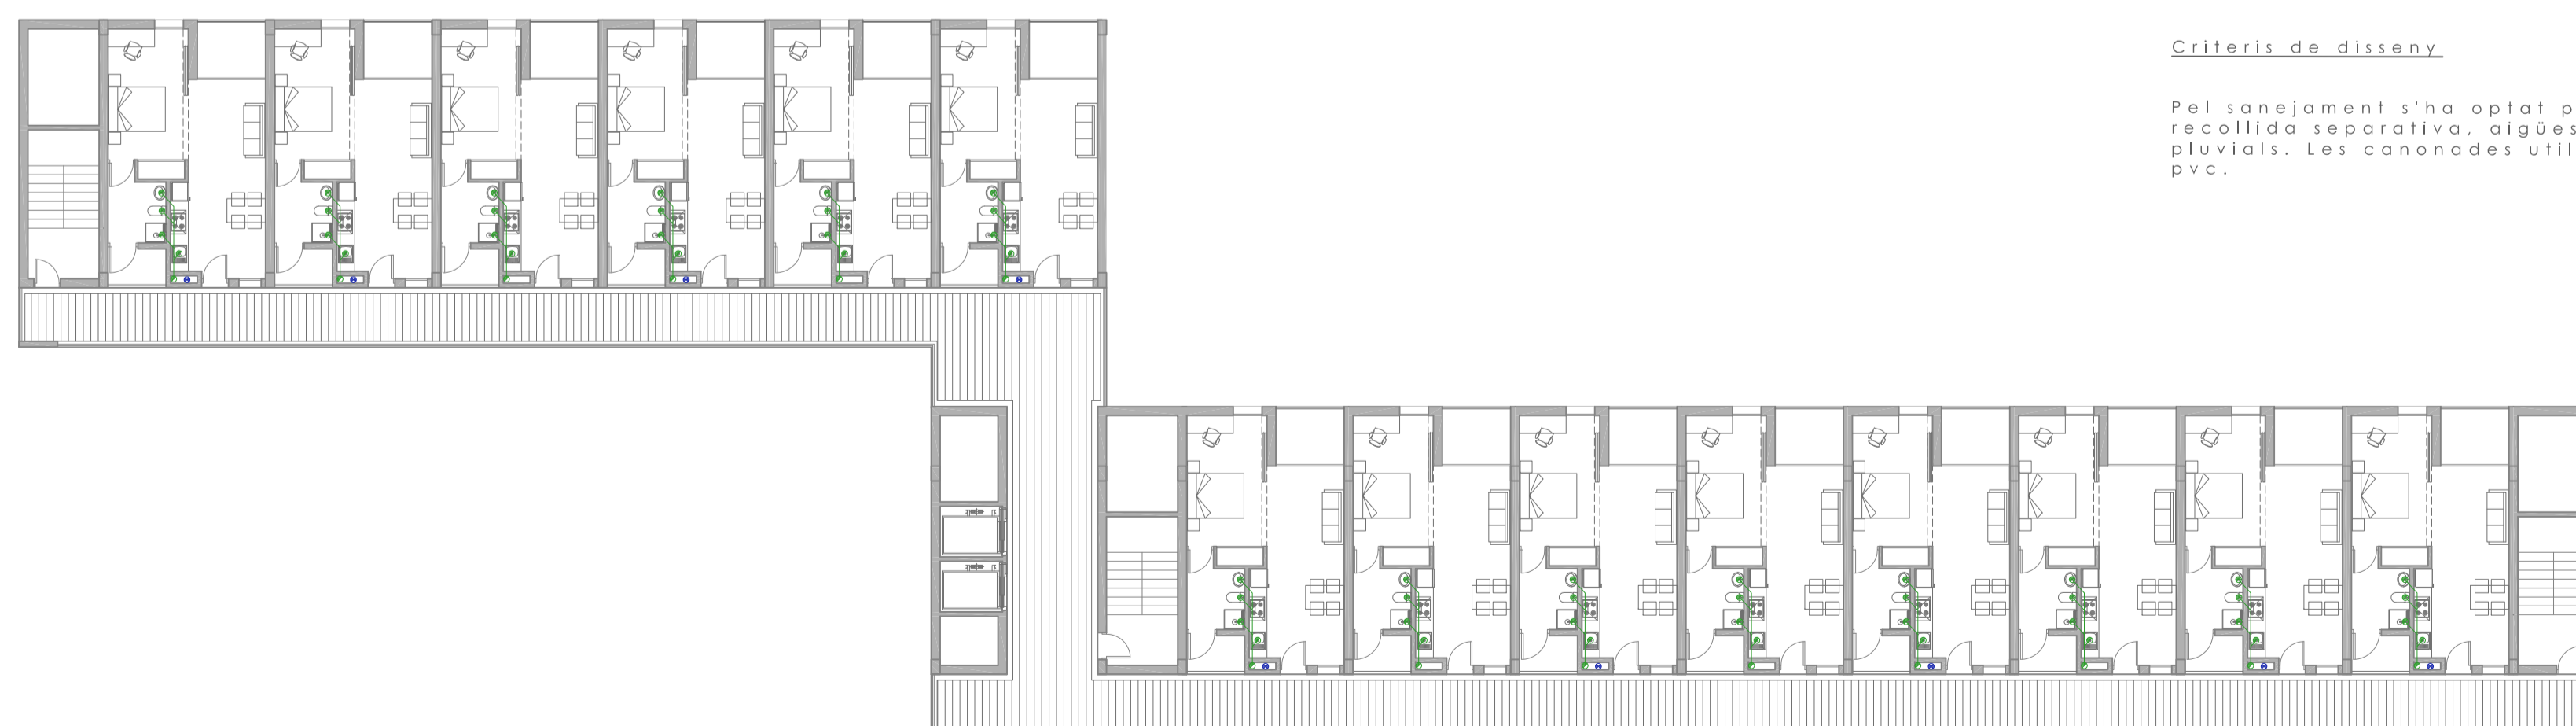 Criteris de disseny
Pel sanejament s'ha optat p
recollida separativa, aigües
pluvials. Les canonades util
pvc.